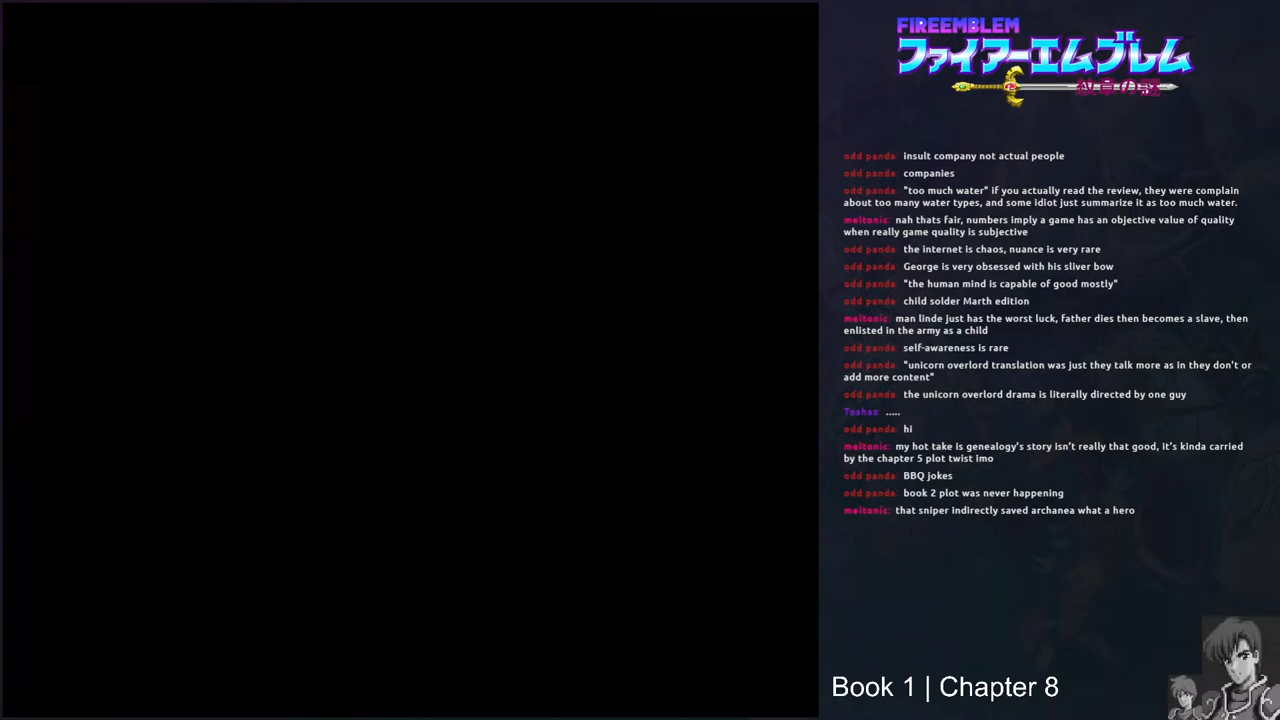 FIREEMBLEM
ファイアーエムブレム
紋章の謎
odd panda: insult company not actual people
odd panda: companies
odd panda: "too much water" if you actually read the review, they were complain
about too many water types, and some idiot just summarize it as too much water.
meltonic: nah thats fair, numbers imply a game has an objective value of quality
when really game quality is subjective
odd panda: the internet is chaos, nuance is very rare
odd panda: George is very obsessed with his sliver bow
odd panda: "the human mind is capable of good mostly"
odd panda: child solder Marth edition
meltonic: man linde just has the worst luck, father dies then becomes a slave, then
enlisted in the army as a child
odd panda: self-awareness is rare
odd panda: "unicorn overlord translation was just they talk more as in they don't or
add more content"
odd panda: the unicorn overlord drama is literally directed by one guy
Toshaz: .....
odd panda: hi
meltonic: my hot take is genealogy's story isn't really that good, it's kinda carried
by the chapter 5 plot twist imo
odd panda: BBQ jokes
odd panda: book 2 plot was never happening
meltonic: that sniper indirectly saved archanea what a hero
Book 1 | Chapter 8